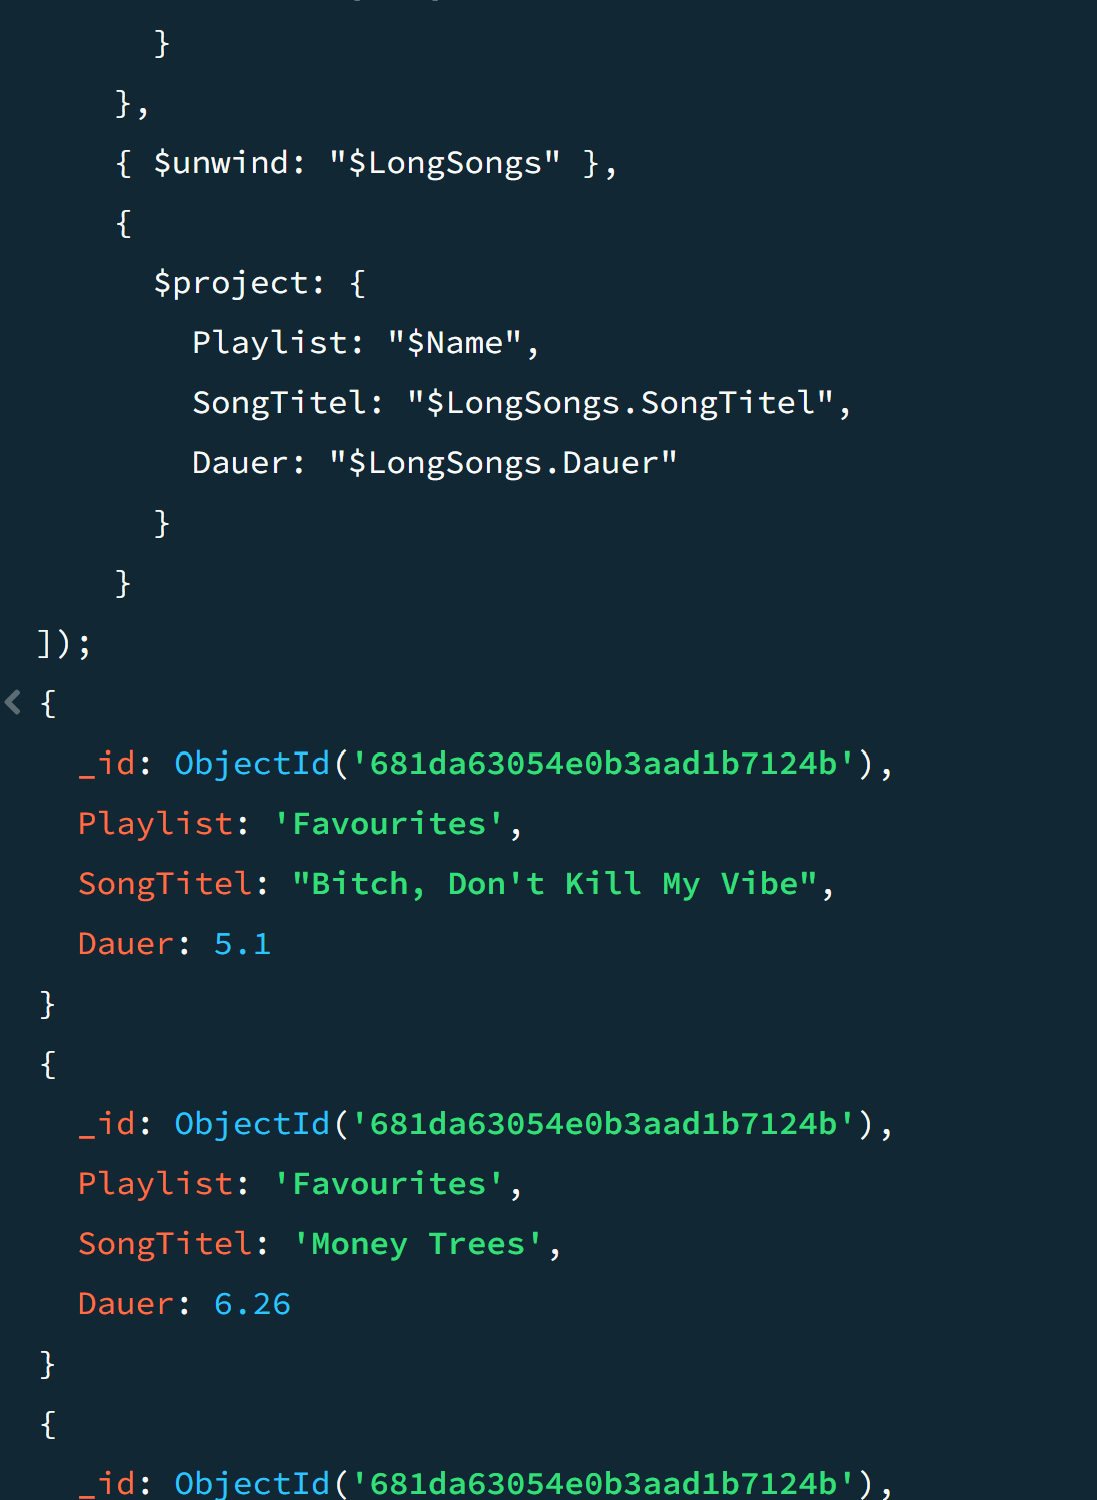 }
},
{ $unwind: "$LongSongs" },
{
$project: {
Playlist: "$Name",
SongTitel: "$LongSongs.SongTitel",
Dauer: "$LongSongs.Dauer"
}
}
]);
{
_id: ObjectId('681da63054e0b3aad1b7124b'),
Playlist: 'Favourites',
SongTitel: "Bitch, Don't Kill My Vibe",
Dauer: 5.1
}
{
_id: ObjectId('681da63054e0b3aad1b7124b'),
Playlist: 'Favourites',
SongTitel: 'Money Trees',
Dauer: 6.26
}
{
_id: ObjectId('681da63054e0b3aad1b7124b'),